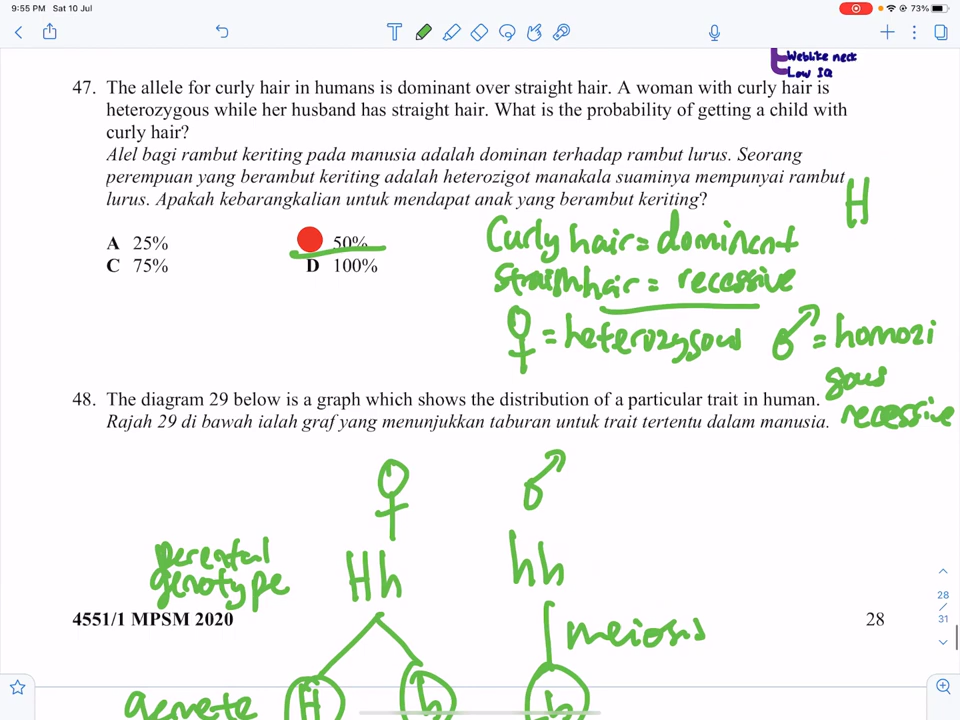 9:55 PM Sat 10 Jul
73%
Weblike neck
Low IQ
47. The allele for curly hair in humans is dominant over straight hair. A woman with curly hair is
heterozygous while her husband has straight hair. What is the probability of getting a child with
curly hair?
Alel bagi rambut keriting pada manusia adalah dominan terhadap rambut lurus. Seorang
perempuan yang berambut keriting adalah heterozigot manakala suaminya mempunyai rambut
lurus. Apakah kebarangkalian untuk mendapat anak yang berambut keriting?
H
A 25%
50%
C 75%
D 100%
Curly hair = dominent
hair = recessive
♀ = heterozygous ♂ = homozi
gous
recessive
48. The diagram 29 below is a graph which shows the distribution of a particular trait in human.
Rajah 29 di bawah ialah graf yang menunjukkan taburan untuk trait tertentu dalam manusia.
♀ ♂
perental
genotype
Hh hh
4551/1 MPSM 2020
28
meiosis
gamete
H h h
28
/
31